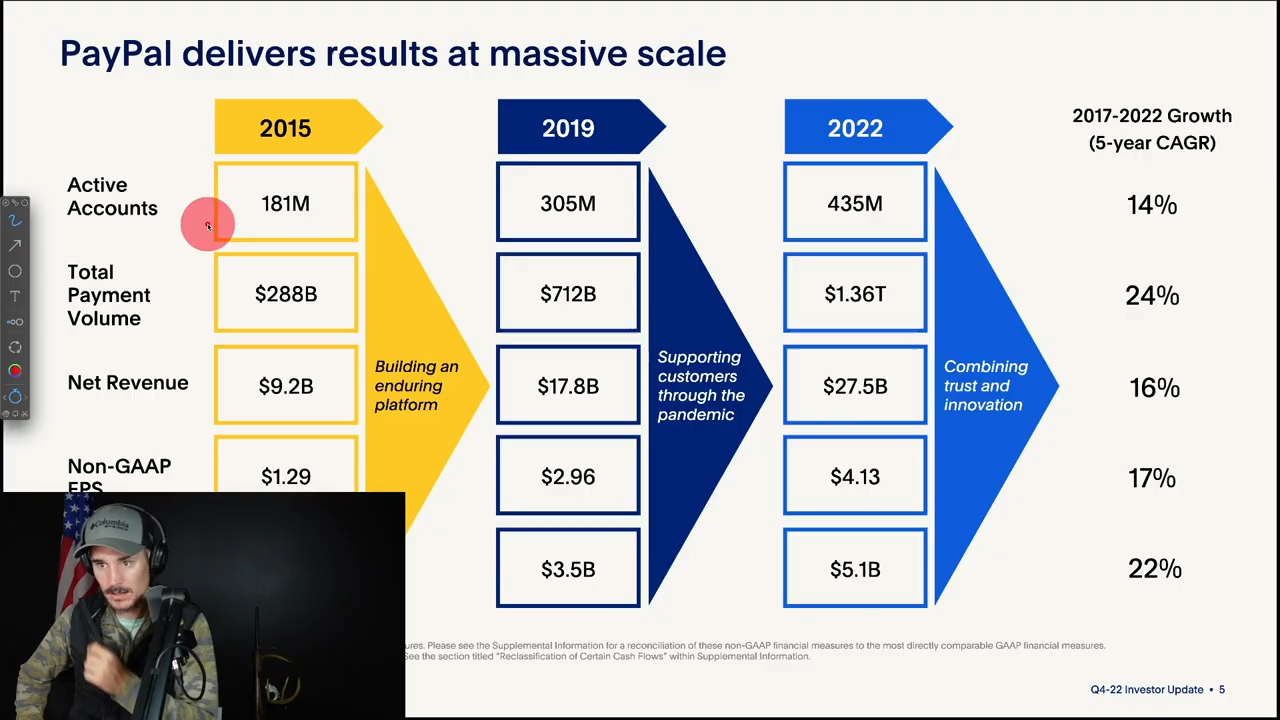 PayPal delivers results at massive scale
2015
2019
2022
2017-2022 Growth
(5-year CAGR)
Active
Accounts
181M
305M
435M
14%
Total
Payment
Volume
$288B
$712B
$1.36T
24%
Net Revenue
$9.2B
Building an
enduring
platform
$17.8B
Supporting
customers
through the
pandemic
$27.5B
Combining
trust and
innovation
16%
Non-GAAP
EPS
$1.29
$2.96
$4.13
17%
$3.5B
$5.1B
22%
Please see the Supplemental Information for a reconciliation of these non-GAAP financial measures to the most directly comparable GAAP financial measures.
See the section titled "Reclassification of Certain Cash Flows" within Supplemental Information.
Q4-22 Investor Update • 5
T
Columbia